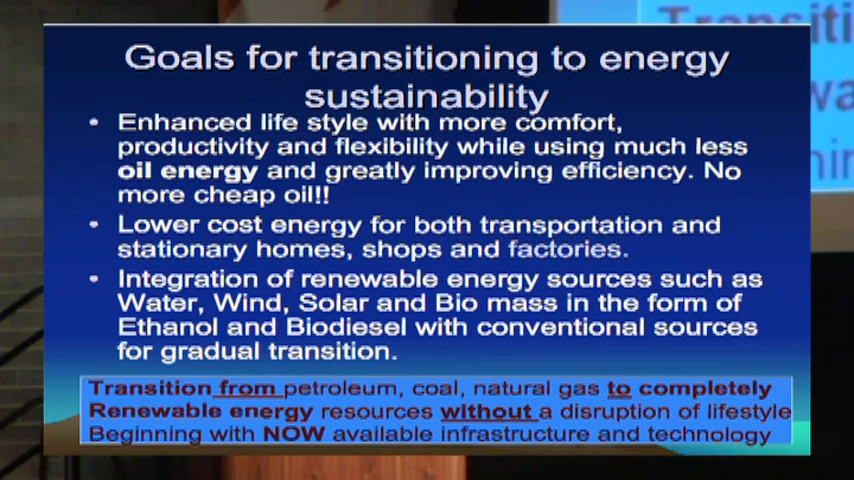 Goals for transitioning to energy
sustainability
• Enhanced life style with more comfort,
productivity and flexibility while using much less
oil energy and greatly improving efficiency. No
more cheap oil!!
• Lower cost energy for both transportation and
stationary homes, shops and factories.
• Integration of renewable energy sources such as
Water, Wind, Solar and Bio mass in the form of
Ethanol and Biodiesel with conventional sources
for gradual transition.
Transition from petroleum, coal, natural gas to completely
Renewable energy resources without a disruption of lifestyle
Beginning with NOW available infrastructure and technology